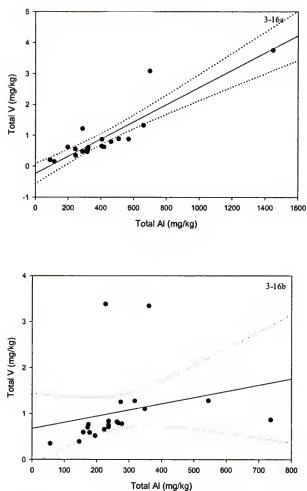 3-16a
5
4
3
2
1
0
-1
Total V (mg/kg)
0 200 400 600 800 1000 1200 1400 1600
Total Al (mg/kg)
3-16b
4
3
2
1
0
Total V (mg/kg)
0 100 200 300 400 500 600 700 800
Total Al (mg/kg)